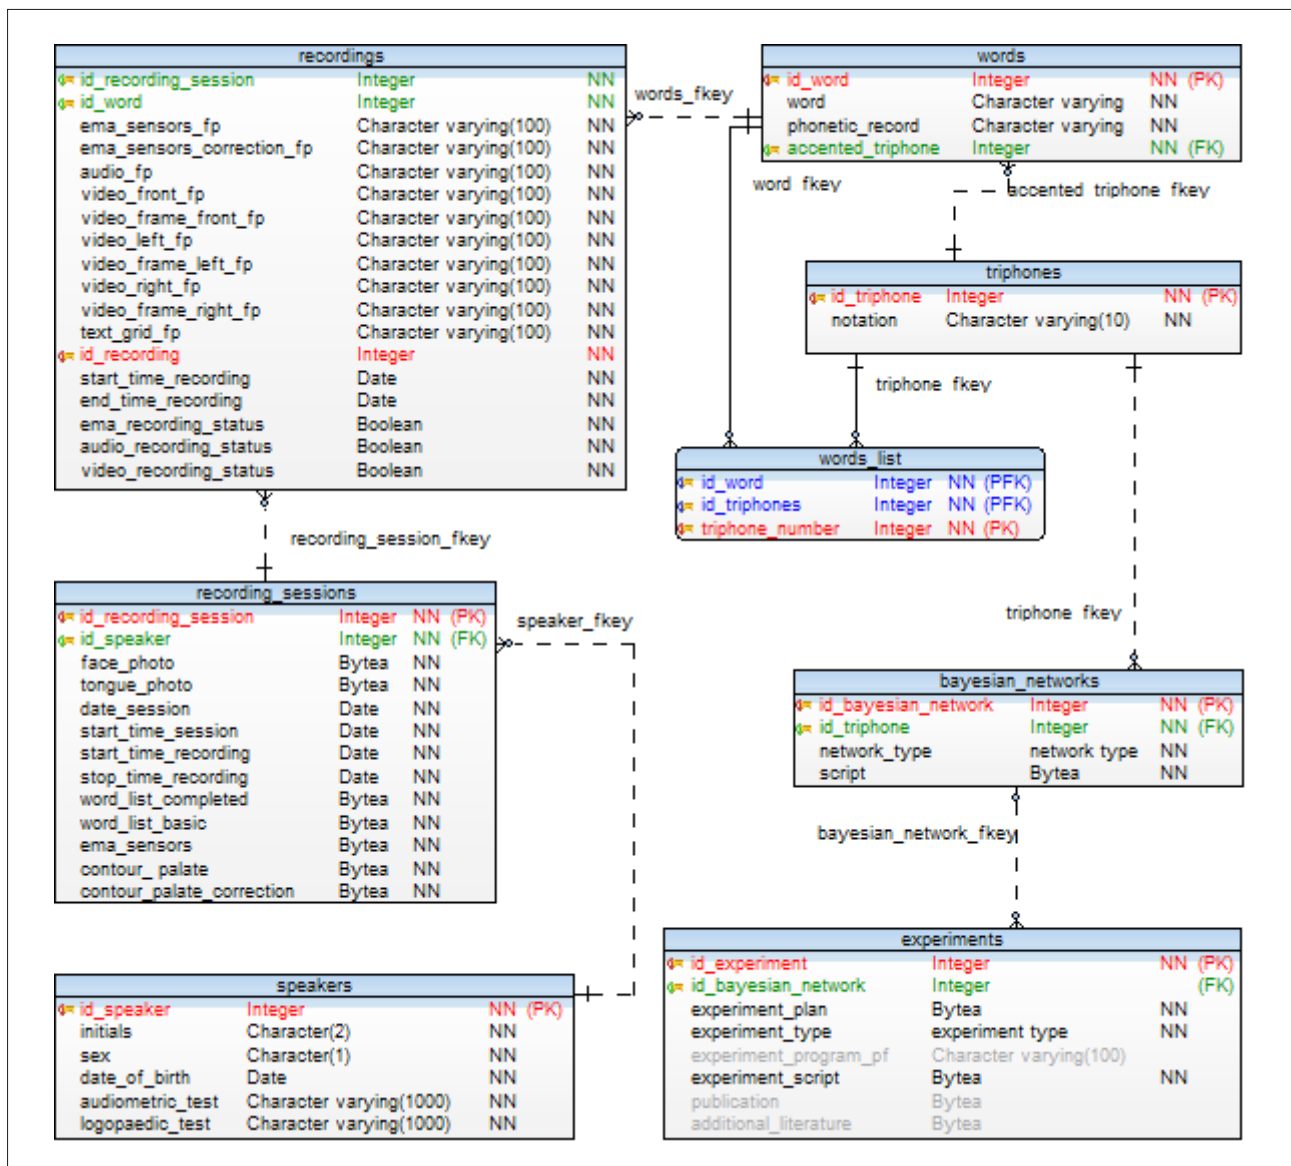 recordings
id_recording_session Integer NN
id_word Integer NN
ema_sensors_fp Character varying(100) NN
ema_sensors_correction_fp Character varying(100) NN
audio_fp Character varying(100) NN
video_front_fp Character varying(100) NN
video_frame_front_fp Character varying(100) NN
video_left_fp Character varying(100) NN
video_frame_left_fp Character varying(100) NN
video_right_fp Character varying(100) NN
video_frame_right_fp Character varying(100) NN
text_grid_fp Character varying(100) NN
id_recording Integer NN
start_time_recording Date NN
end_time_recording Date NN
ema_recording_status Boolean NN
audio_recording_status Boolean NN
video_recording_status Boolean NN
words_fkey
words
id_word Integer NN (PK)
word Character varying NN
phonetic_record Character varying NN
accented_triphone Integer NN (FK)
word fkey
accented triphone fkey
triphones
id_triphone Integer NN (PK)
notation Character varying(10) NN
triphone fkey
words_list
id_word Integer NN (PFK)
id_triphones Integer NN (PFK)
triphone_number Integer NN (PK)
recording_session_fkey
recording_sessions
id_recording_session Integer NN (PK)
id_speaker Integer NN (FK)
face_photo Bytea NN
tongue_photo Bytea NN
date_session Date NN
start_time_session Date NN
start_time_recording Date NN
stop_time_recording Date NN
word_list_completed Bytea NN
word_list_basic Bytea NN
ema_sensors Bytea NN
contour_ palate Bytea NN
contour_palate_correction Bytea NN
speaker_fkey
triphone fkey
bayesian_networks
id_bayesian_network Integer NN (PK)
id_triphone Integer NN (FK)
network_type network type NN
script Bytea NN
bayesian_network_fkey
speakers
id_speaker Integer NN (PK)
initials Character(2) NN
sex Character(1) NN
date_of_birth Date NN
audiometric_test Character varying(1000) NN
logopaedic_test Character varying(1000) NN
experiments
id_experiment Integer NN (PK)
id_bayesian_network Integer (FK)
experiment_plan Bytea NN
experiment_type experiment type NN
experiment_program_pf Character varying(100)
experiment_script Bytea NN
publication Bytea
additional_literature Bytea